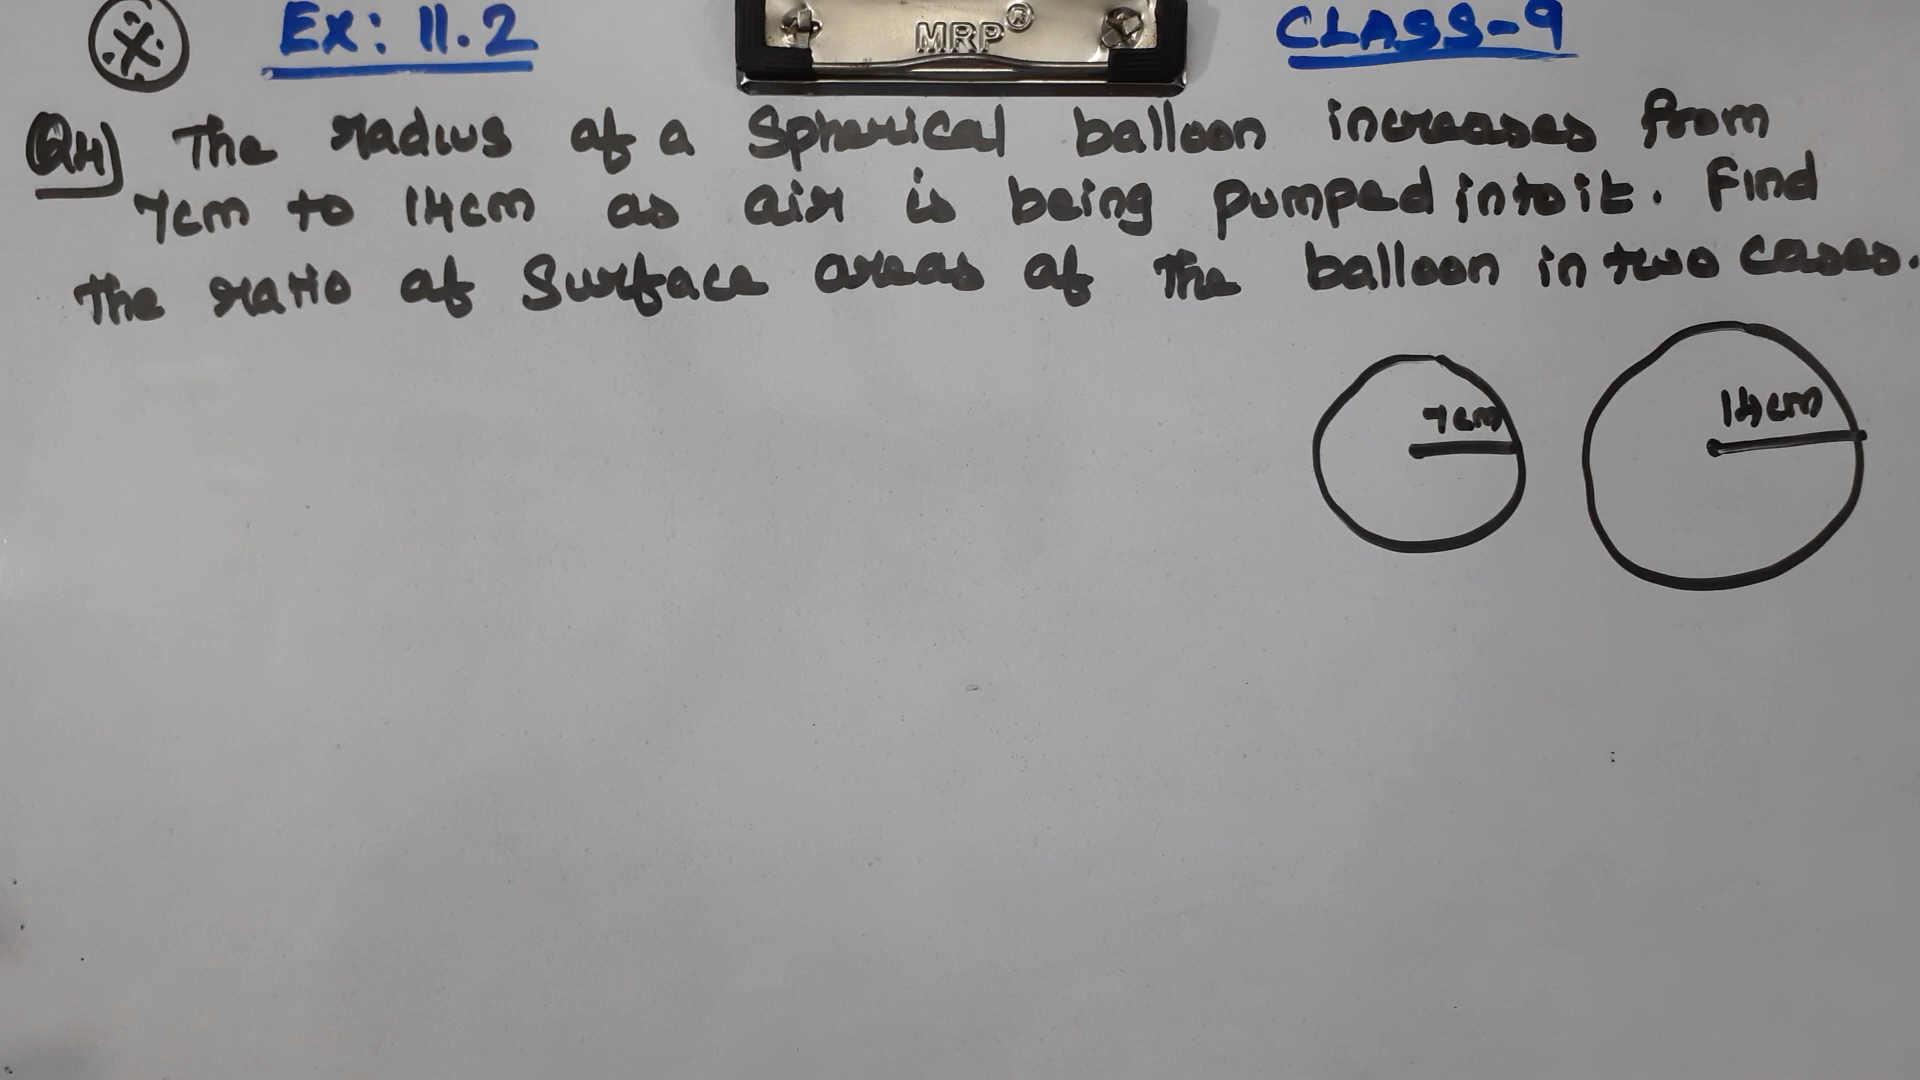 Ex: 11.2
MRP®
CLASS-9
Q4) The radius of a Spherical balloon increases from
7cm to 14cm as air is being pumped into it. Find
the ratio of Surface areas of the balloon in two cases.
7cm
14cm